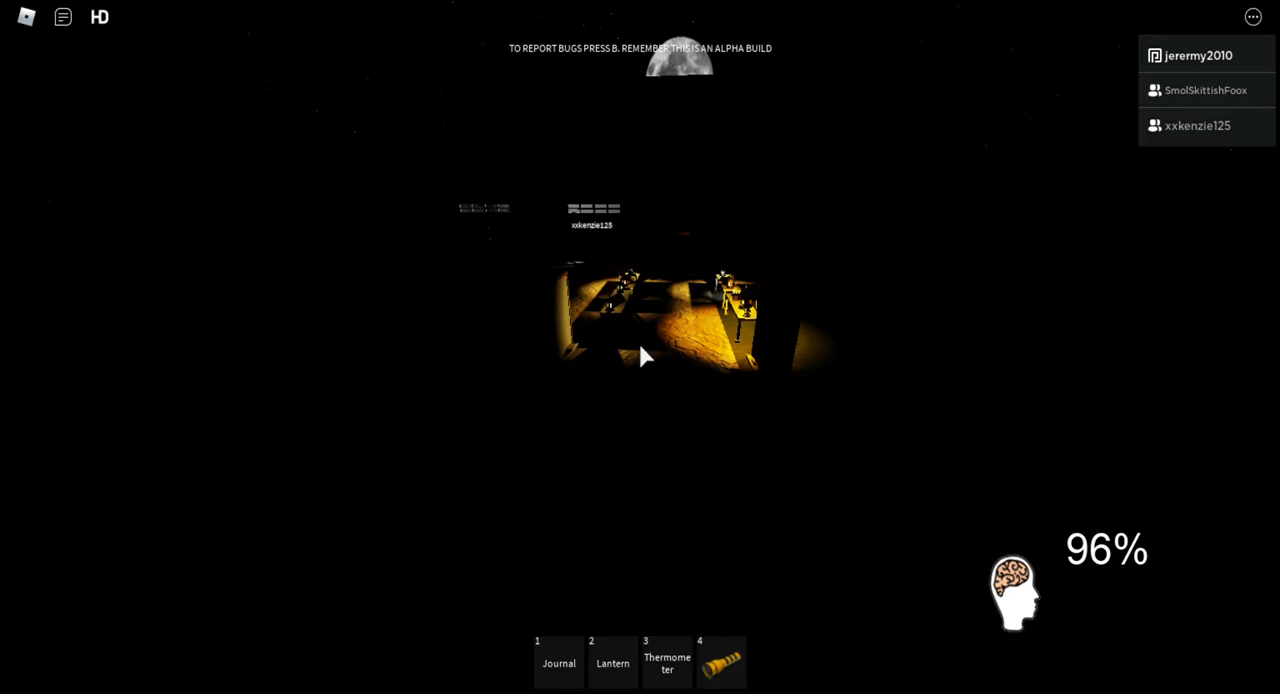 HD
TO REPORT BUGS PRESS B. REMEMBER THIS IS AN ALPHA BUILD
jerermy2010
SmolSkittishFoox
xxkenzie125
xxkenzie125
96%
1
Journal
2
Lantern
3
Thermome
ter
4